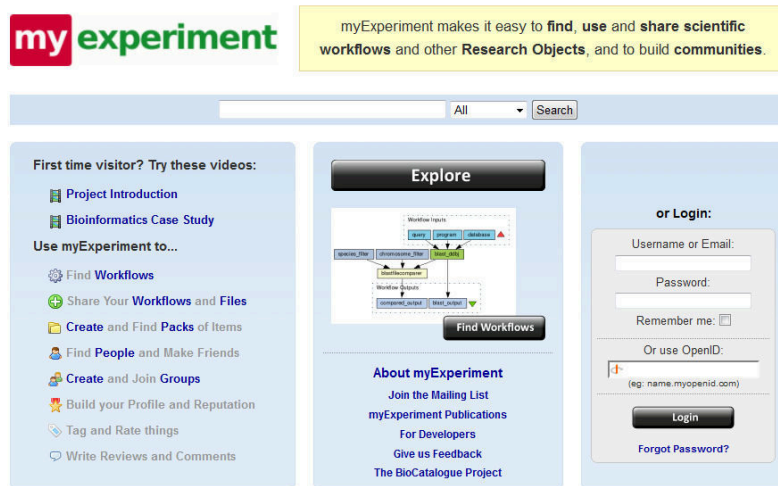 my experiment
myExperiment makes it easy to find, use and share scientific
workflows and other Research Objects, and to build communities.
All
Search
First time visitor? Try these videos:
Project Introduction
Bioinformatics Case Study
Use myExperiment to...
Find Workflows
Share Your Workflows and Files
Create and Find Packs of Items
Find People and Make Friends
Create and Join Groups
Build your Profile and Reputation
Tag and Rate things
Write Reviews and Comments
Explore
Workflow Inputs
query program database
species_filter chromosome_filter blast_ddbj
blastfilecomparer
Workflow Outputs
compared_output blast_output
Find Workflows
About myExperiment
Join the Mailing List
myExperiment Publications
For Developers
Give us Feedback
The BioCatalogue Project
or Login:
Username or Email:
Password:
Remember me:
Or use OpenID:
(eg: name.myopenid.com)
Login
Forgot Password?